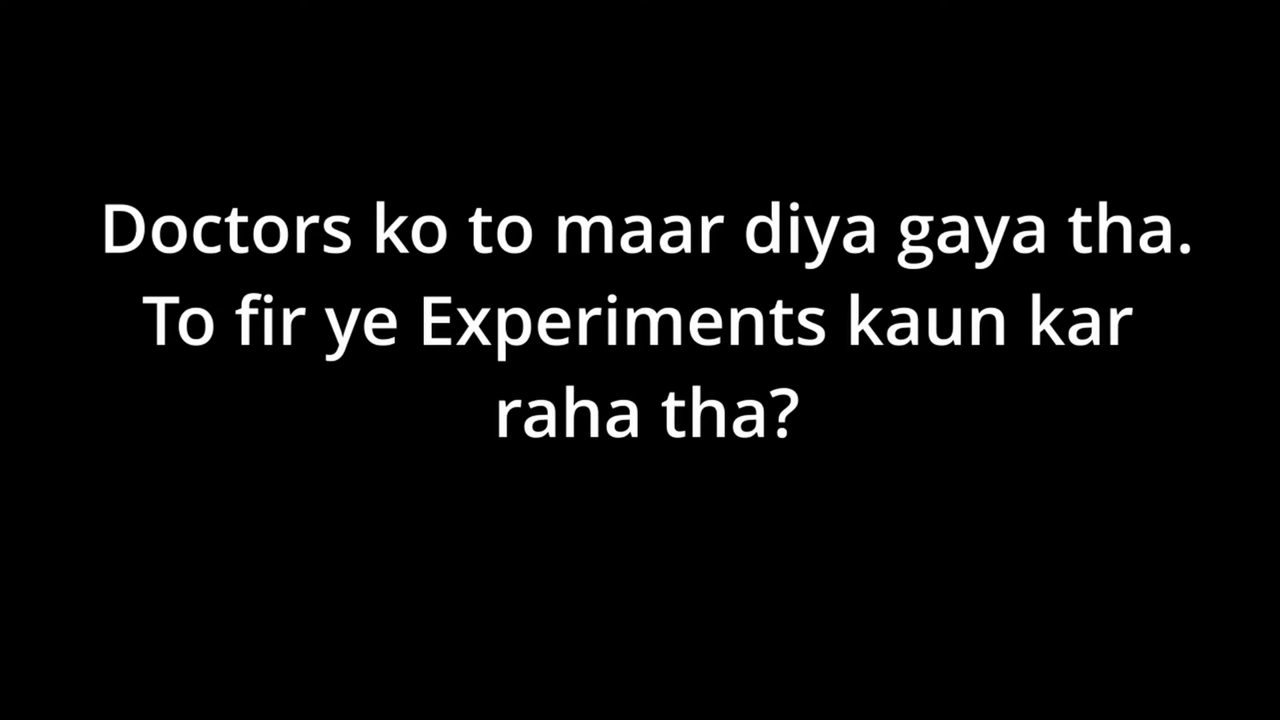 Doctors ko to maar diya gaya tha.
To fir ye Experiments kaun kar
raha tha?